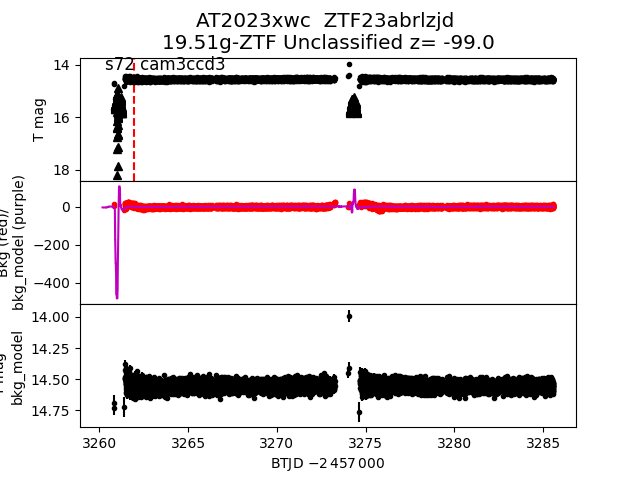 AT2023xwc  ZTF23abrlzjd
19.51g-ZTF Unclassified z= -99.0
s72 cam3ccd3
14
16
18
T mag
0
−200
−400
Bkg (red)/
bkg_model (purple)
14.00
14.25
14.50
14.75
mag
bkg_model
3260
3265
3270
3275
3280
3285
BTJD −2 457 000